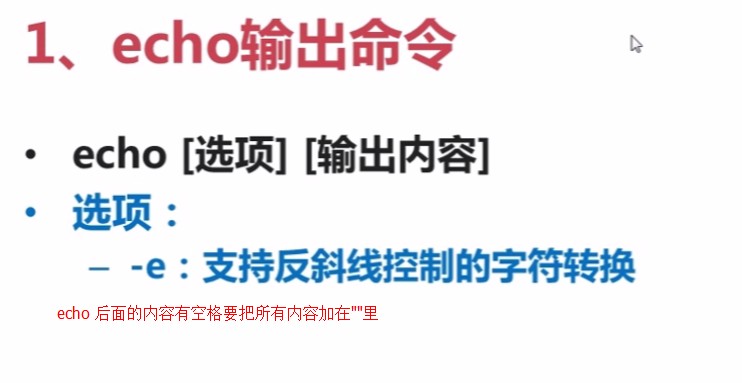 1、echo输出命令
• echo [选项] [输出内容]
• 选项：
– -e：支持反斜线控制的字符转换
echo 后面的内容有空格要把所有内容加在""里